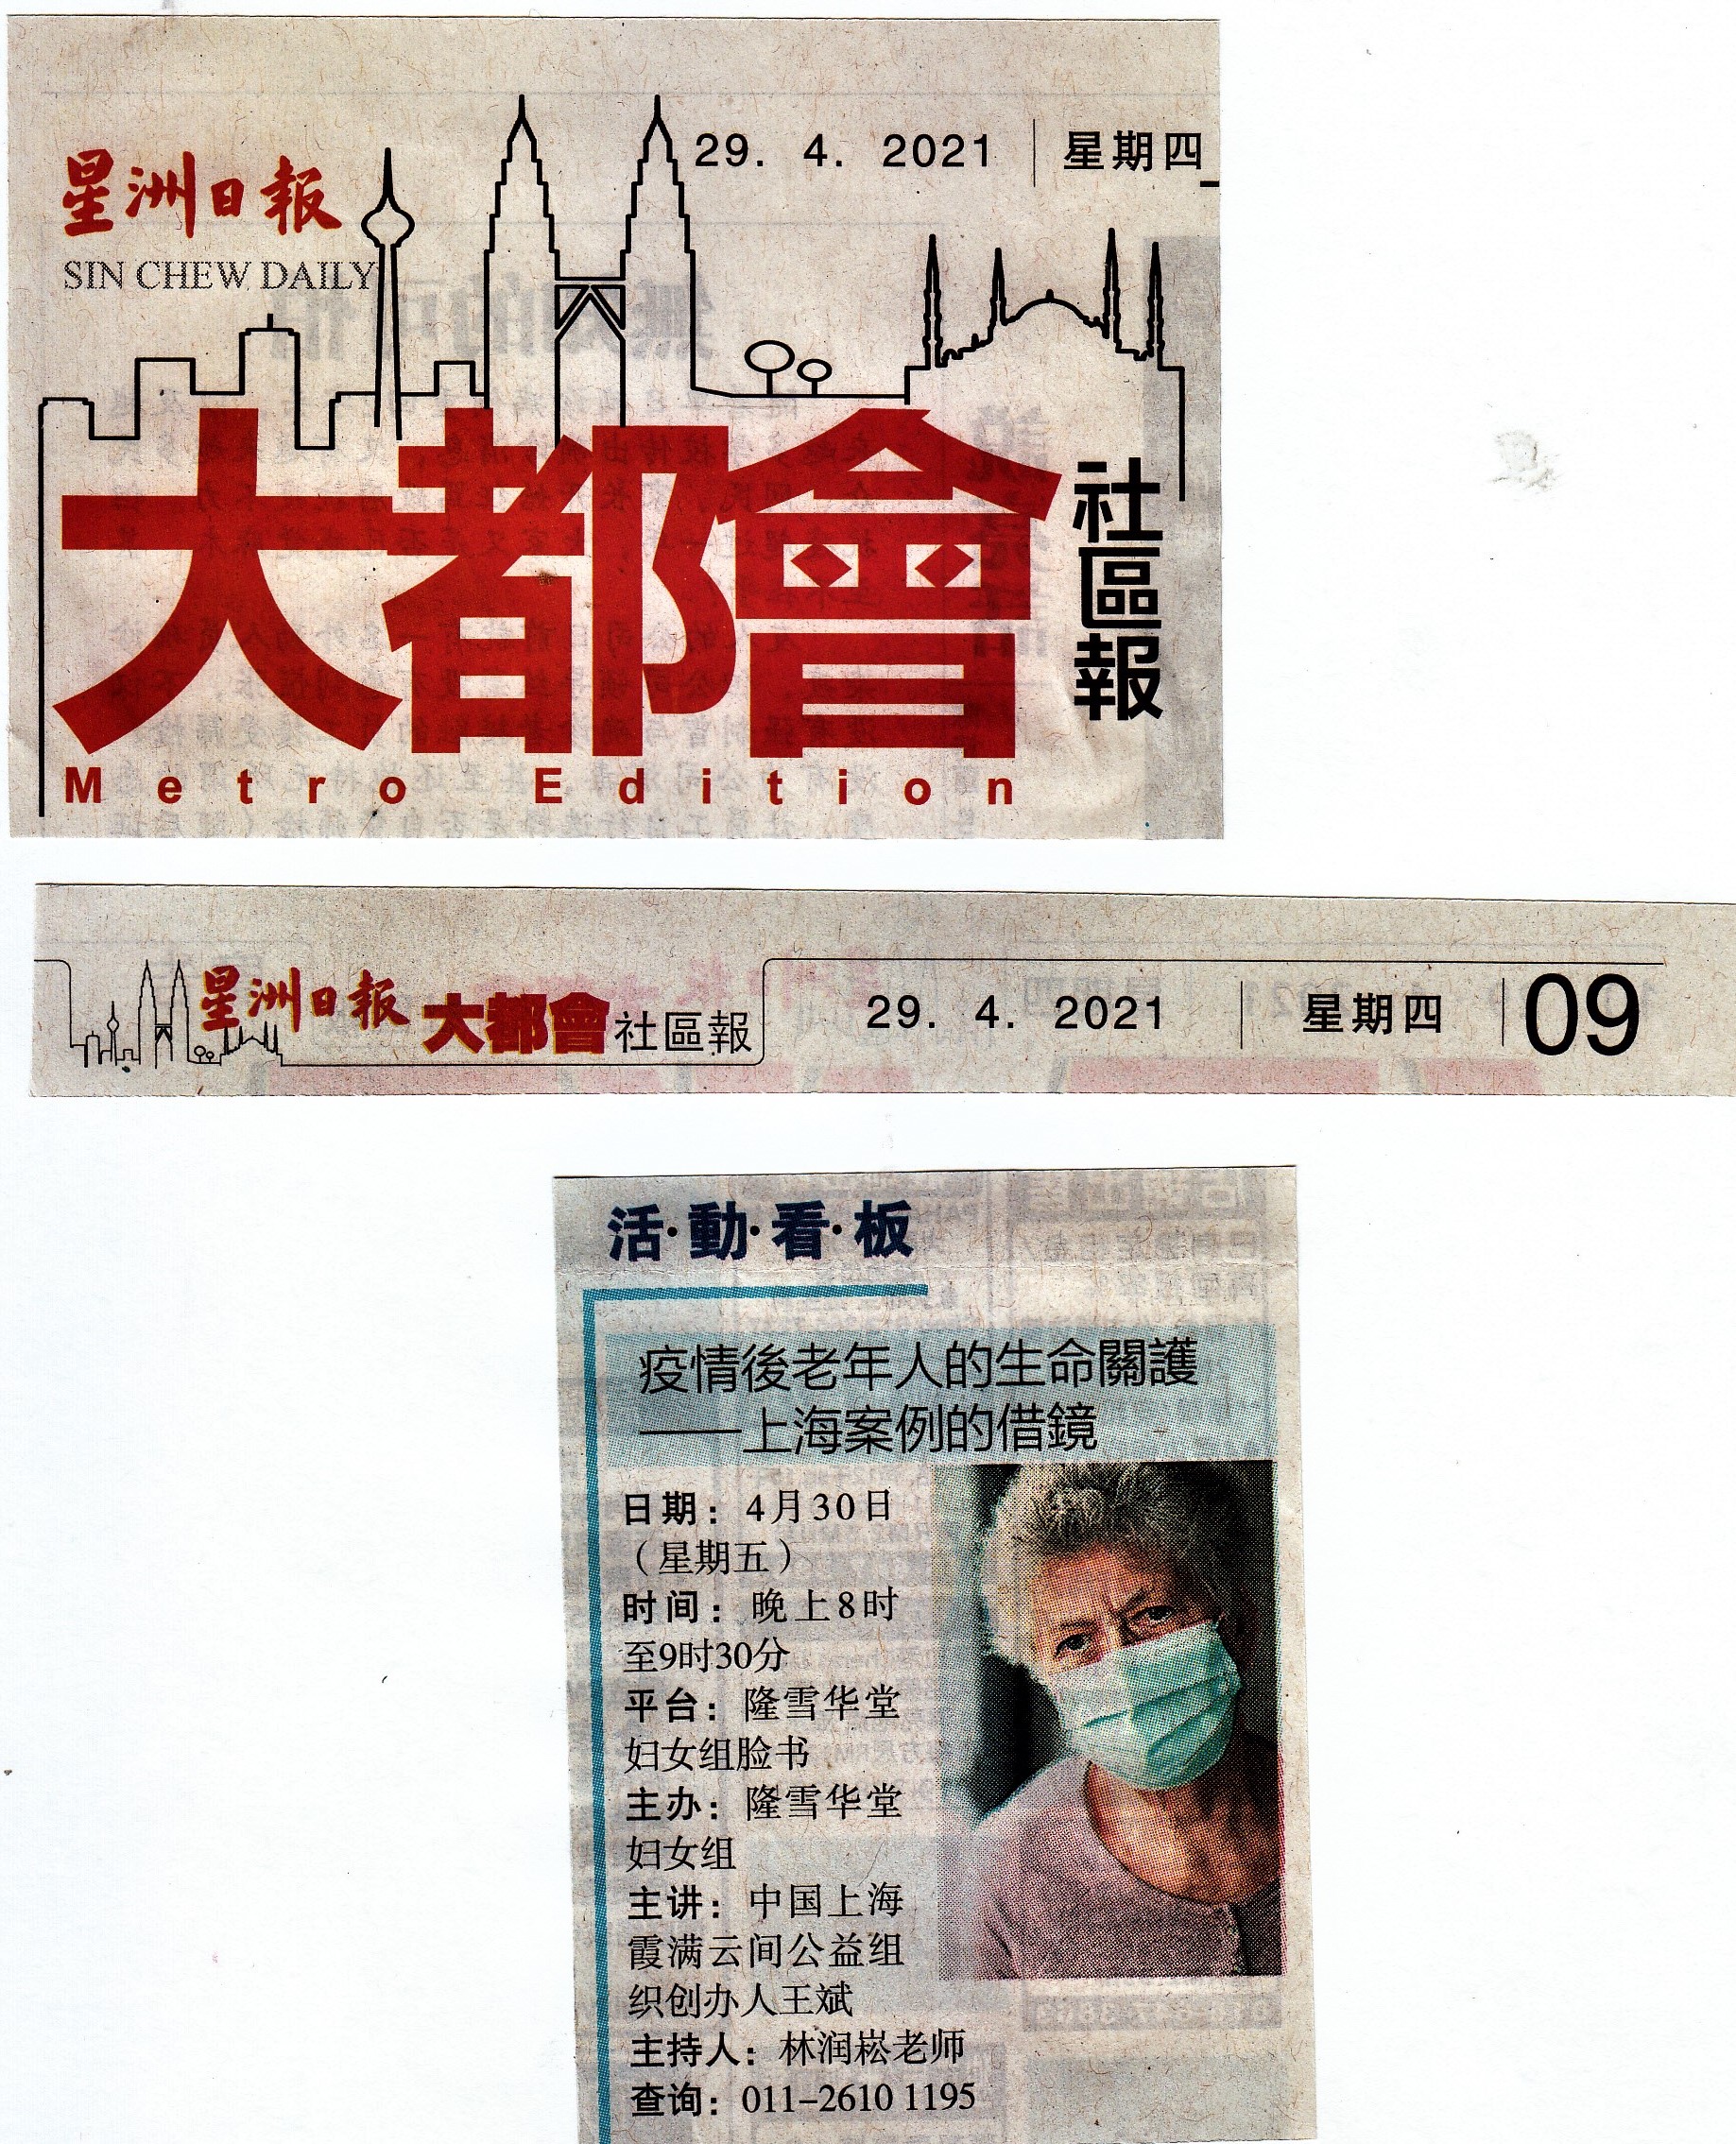 29. 4. 2021 星期四
星洲日報
SIN CHEW DAILY
大都會
社區報
Metro Edition
星洲日報 大都會社區報 29. 4. 2021 星期四 09
活·動·看·板
疫情後老年人的生命關護
——上海案例的借鏡
日期：4月30日
（星期五）
时间：晚上8时
至9时30分
平台：隆雪华堂
妇女组脸书
主办：隆雪华堂
妇女组
主讲：中国上海
霞满云间公益组
织创办人王斌
主持人：林润崧老师
查询：011-2610 1195